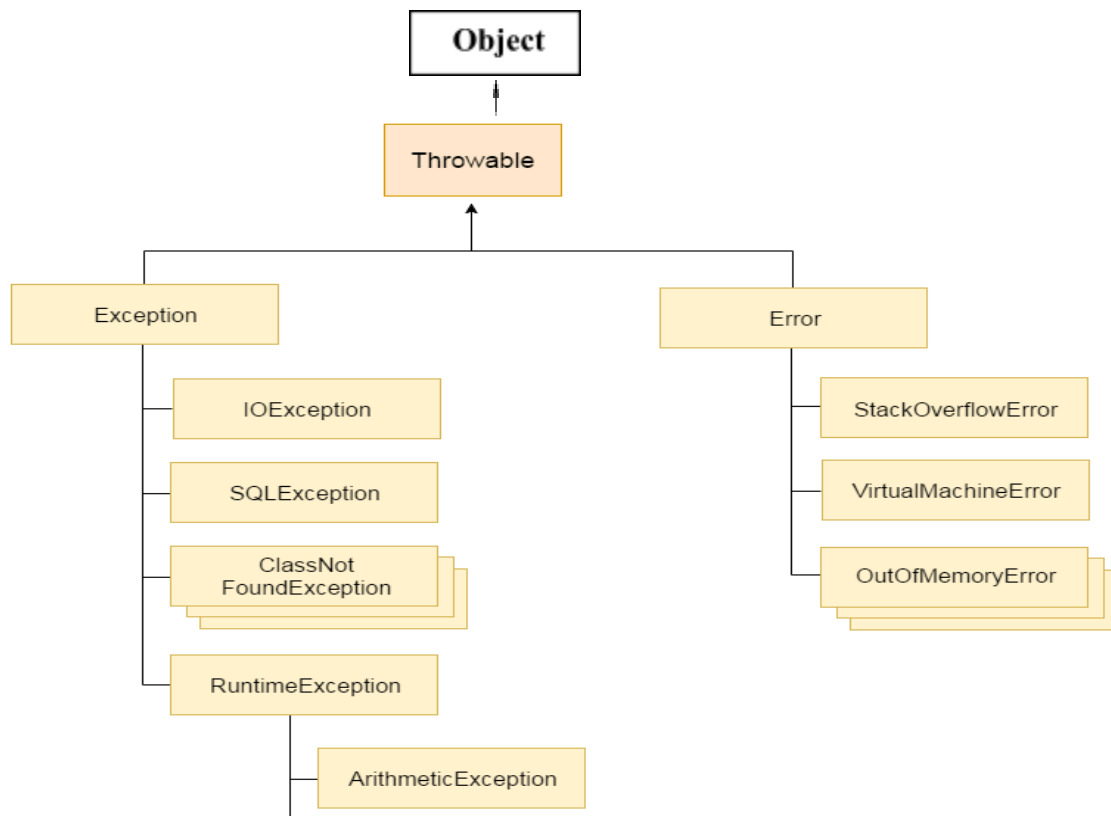 Object
Throwable
Exception
Error
IOException
StackOverflowError
SQLException
VirtualMachineError
ClassNot
FoundException
OutOfMemoryError
RuntimeException
ArithmeticException